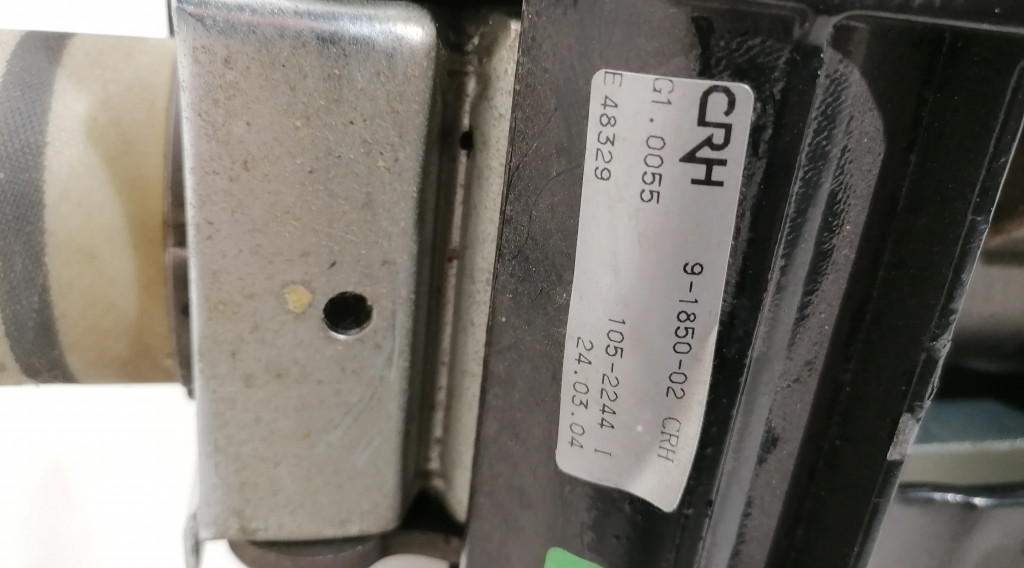 CRH
9-1850-02 CRH
G1.0055
105-2244 I
E 48329
24.03.04